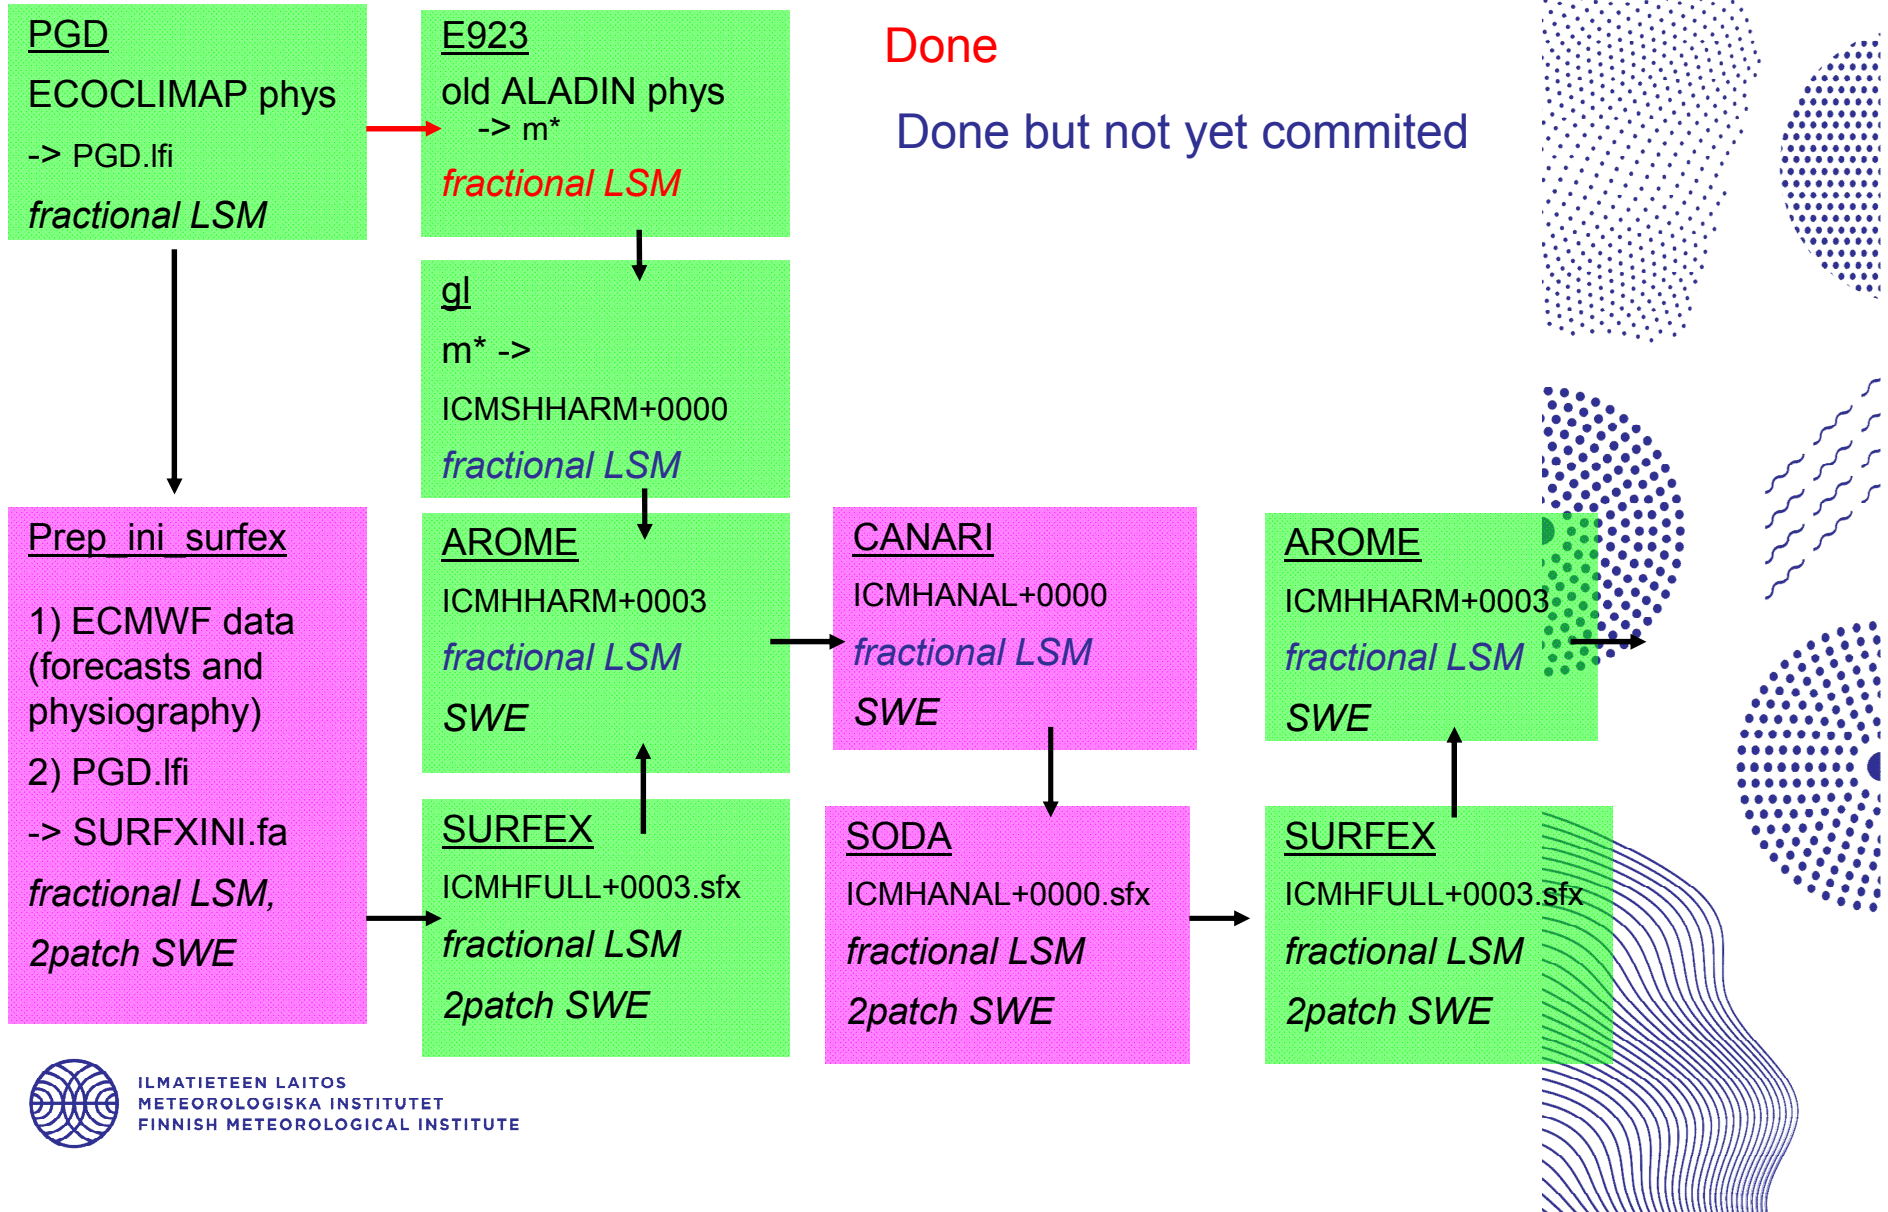 PGD
ECOCLIMAP phys
-> PGD.lfi
fractional LSM
E923
old ALADIN phys
-> m*
fractional LSM
Done
Done but not yet commited
gl
m* ->
ICMSHHARM+0000
fractional LSM
Prep_ini_surfex
1) ECMWF data
(forecasts and
physiography)
2) PGD.lfi
-> SURFXINI.fa
fractional LSM,
2patch SWE
AROME
ICMHHARM+0003
fractional LSM
SWE
CANARI
ICMHANAL+0000
fractional LSM
SWE
AROME
ICMHHARM+0003
fractional LSM
SWE
SURFEX
ICMHFULL+0003.sfx
fractional LSM
2patch SWE
SODA
ICMHANAL+0000.sfx
fractional LSM
2patch SWE
SURFEX
ICMHFULL+0003.sfx
fractional LSM
2patch SWE
ILMATIETEEN LAITOS
METEOROLOGISKA INSTITUTET
FINNISH METEOROLOGICAL INSTITUTE